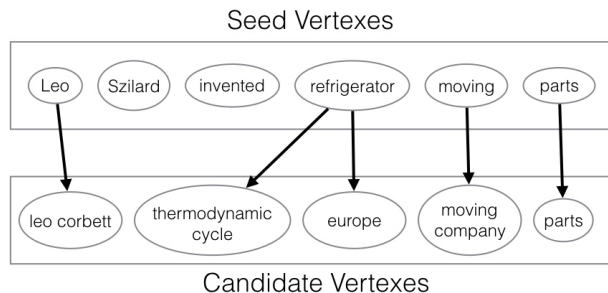 Seed Vertexes
Leo Szilard invented refrigerator moving parts
leo corbett thermodynamic cycle europe moving company parts
Candidate Vertexes